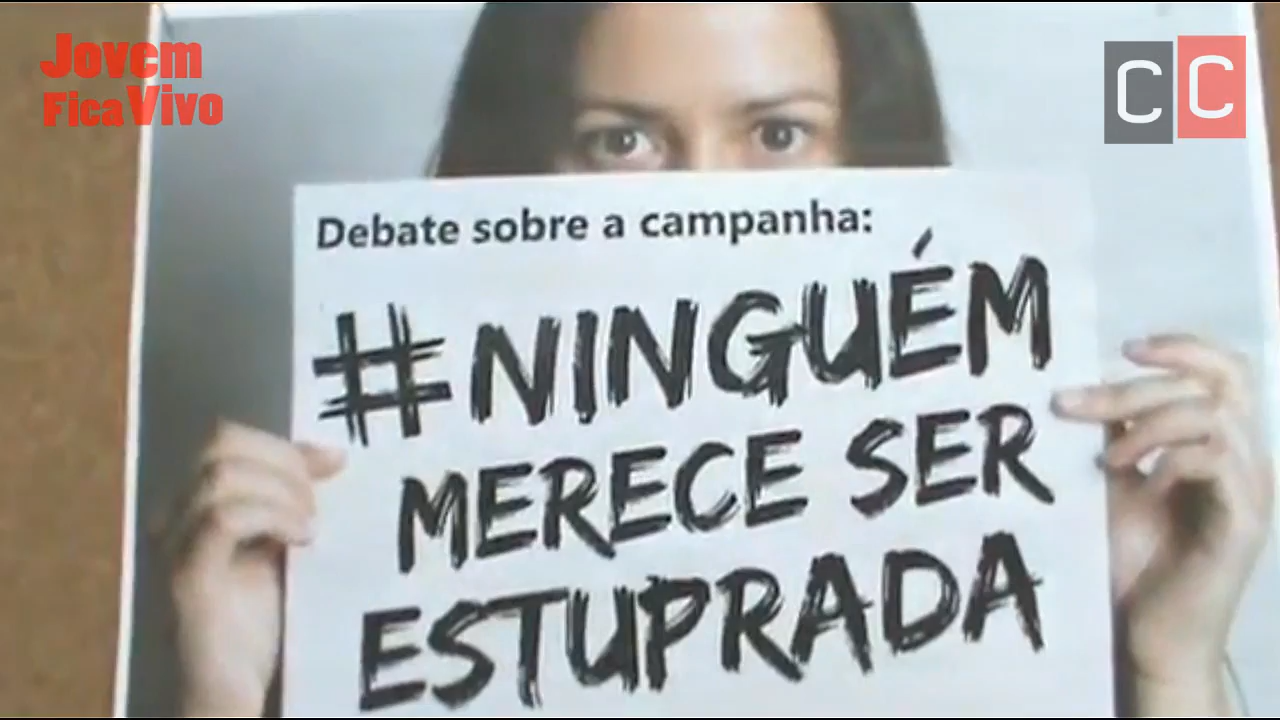 Jovem
Fica Vivo
CC
Debate sobre a campanha:
#NINGUÉM
MERECE SER
ESTUPRADA